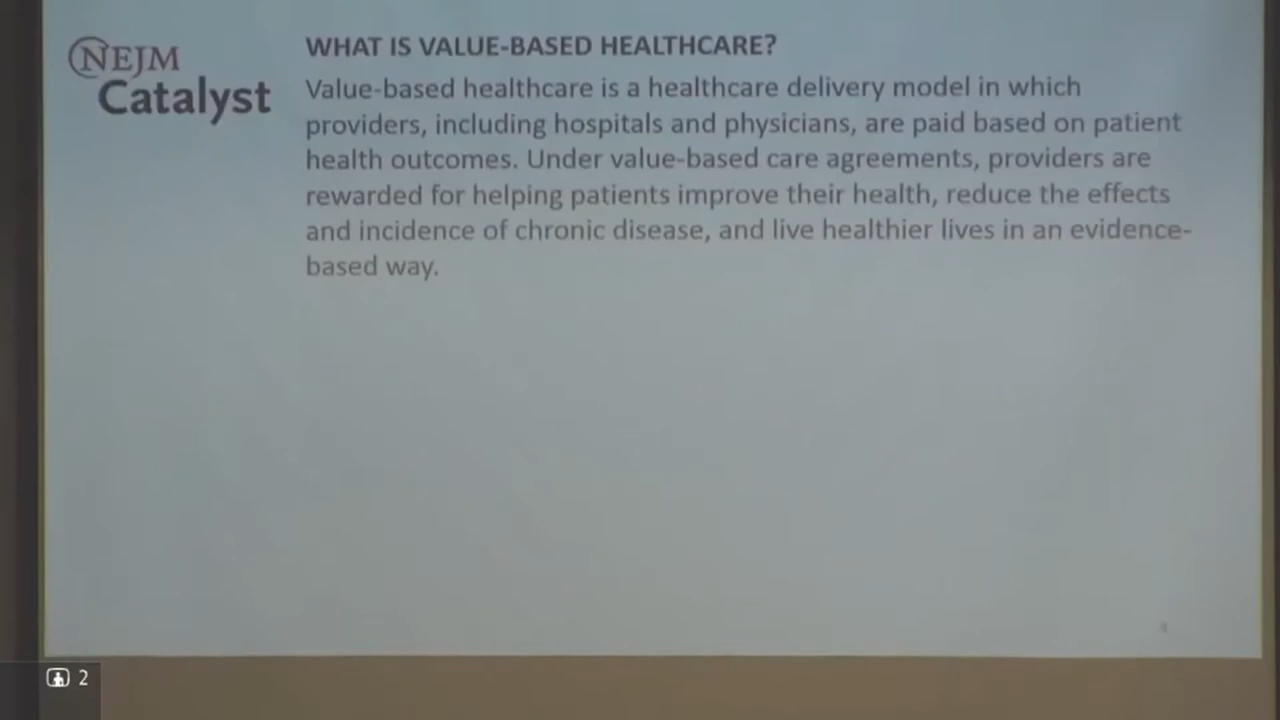 NEJM
Catalyst
WHAT IS VALUE-BASED HEALTHCARE?
Value-based healthcare is a healthcare delivery model in which
providers, including hospitals and physicians, are paid based on patient
health outcomes. Under value-based care agreements, providers are
rewarded for helping patients improve their health, reduce the effects
and incidence of chronic disease, and live healthier lives in an evidence-
based way.
2